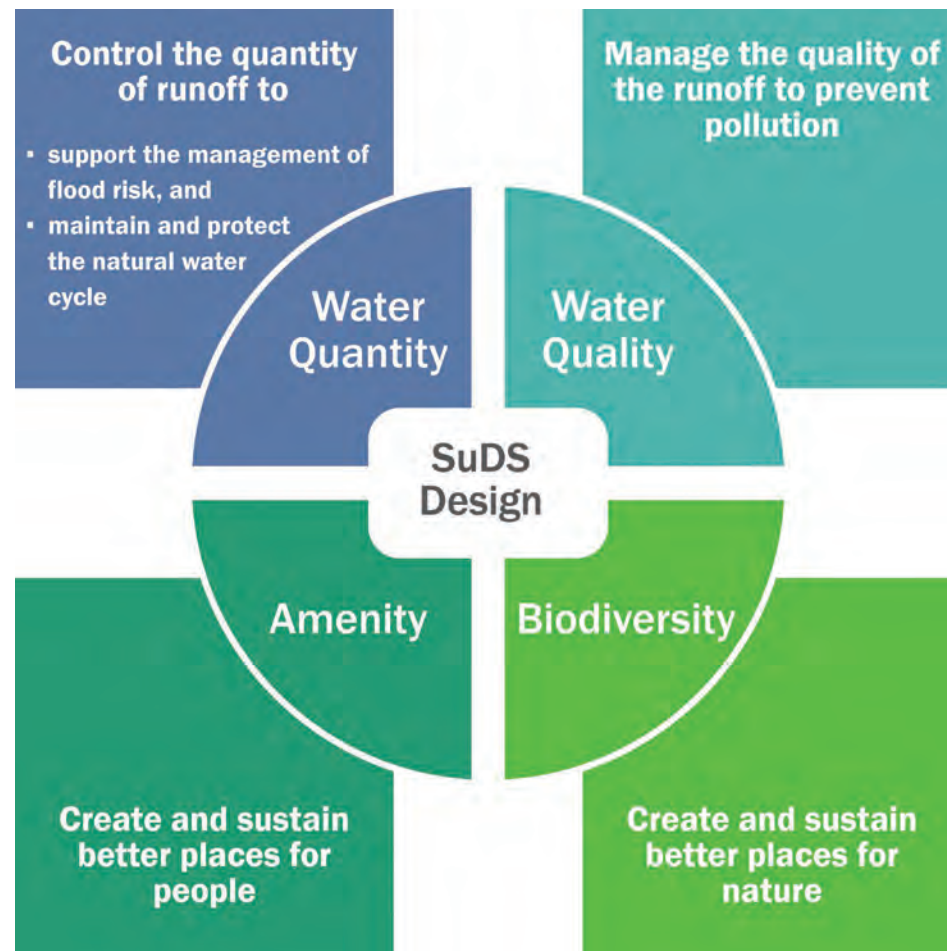 Control the quantity
of runoff to
▪ support the management of
flood risk, and
▪ maintain and protect
the natural water
cycle
Manage the quality of
the runoff to prevent
pollution
Water
Quantity
Water
Quality
SuDS
Design
Amenity
Biodiversity
Create and sustain
better places for
people
Create and sustain
better places for
nature